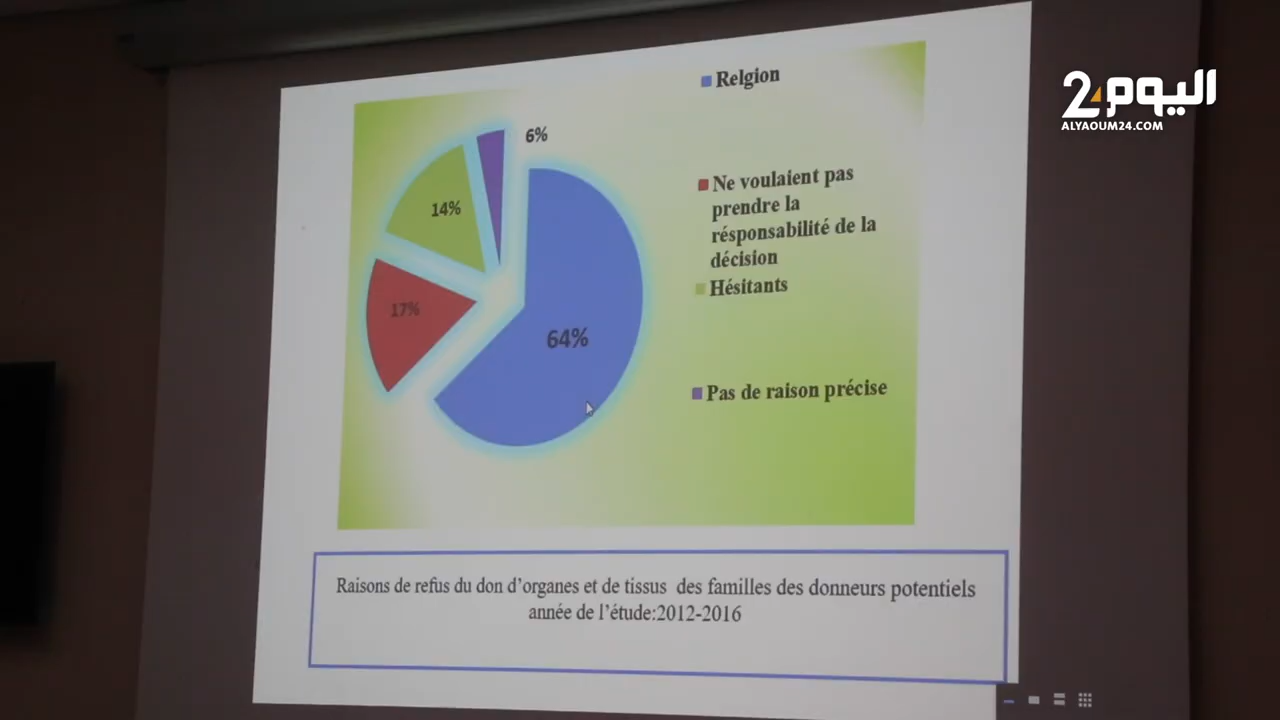 اليوم24
ALYAOUM24.COM
Relgion
6%
14%
17%
64%
Ne voulaient pas
prendre la
résponsabilité de la
décision
Hésitants
Pas de raison précise
Raisons de refus du don d’organes et de tissus des familles des donneurs potentiels
année de l’étude:2012-2016